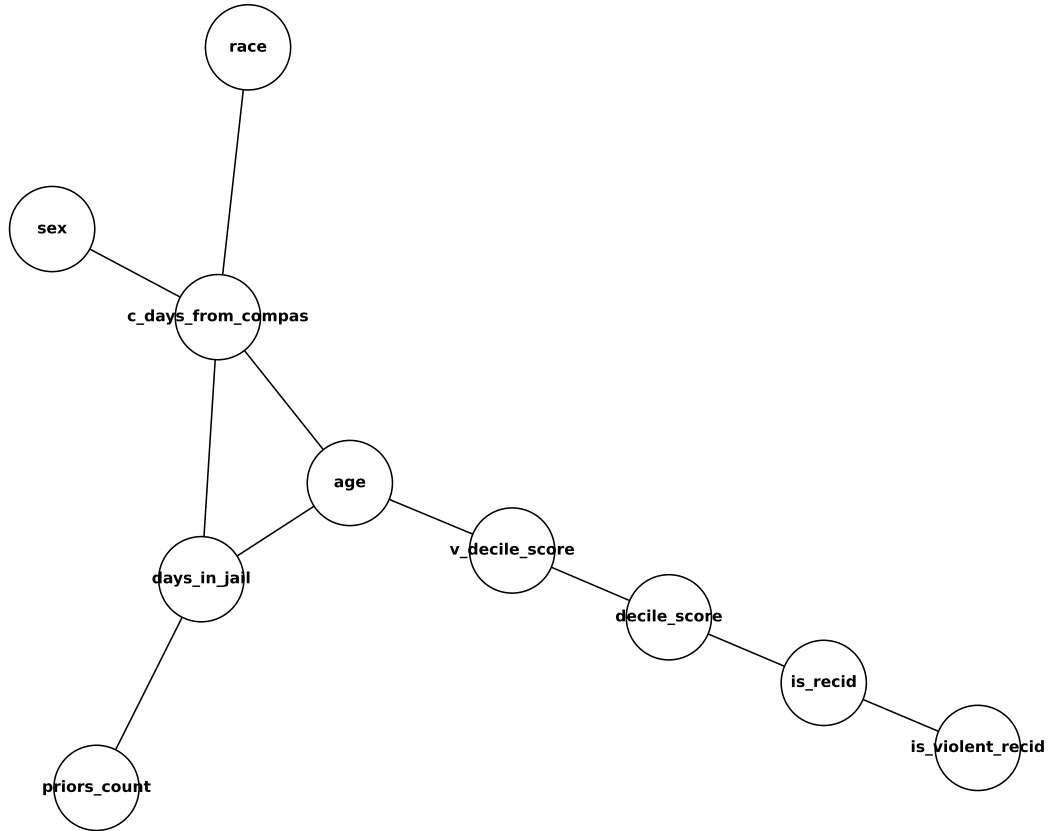 race
sex
c_days_from_compas
age
v_decile_score
days_in_jail
decile_score
is_recid
is_violent_recid
priors_count